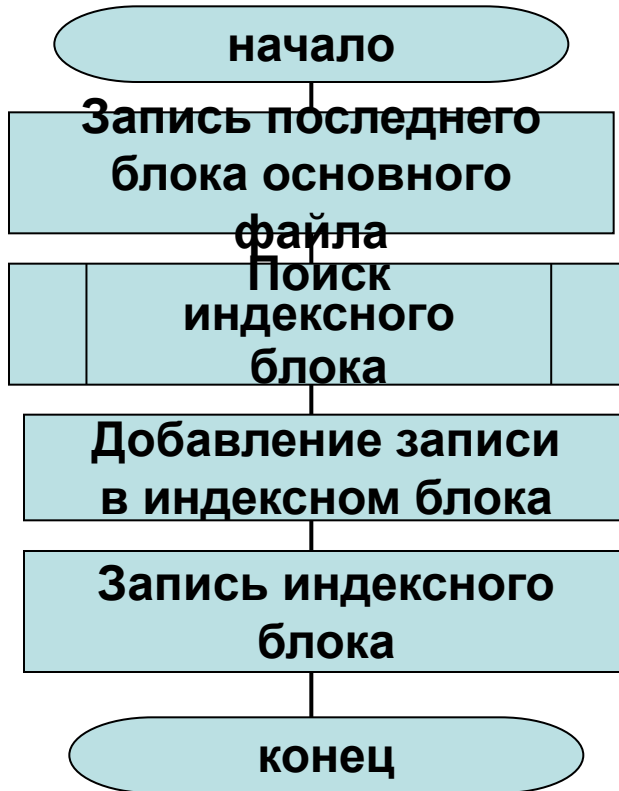 начало
Запись последнего
блока основного
файла
Поиск
индексного
блока
Добавление записи
в индексном блока
Запись индексного
блока
конец